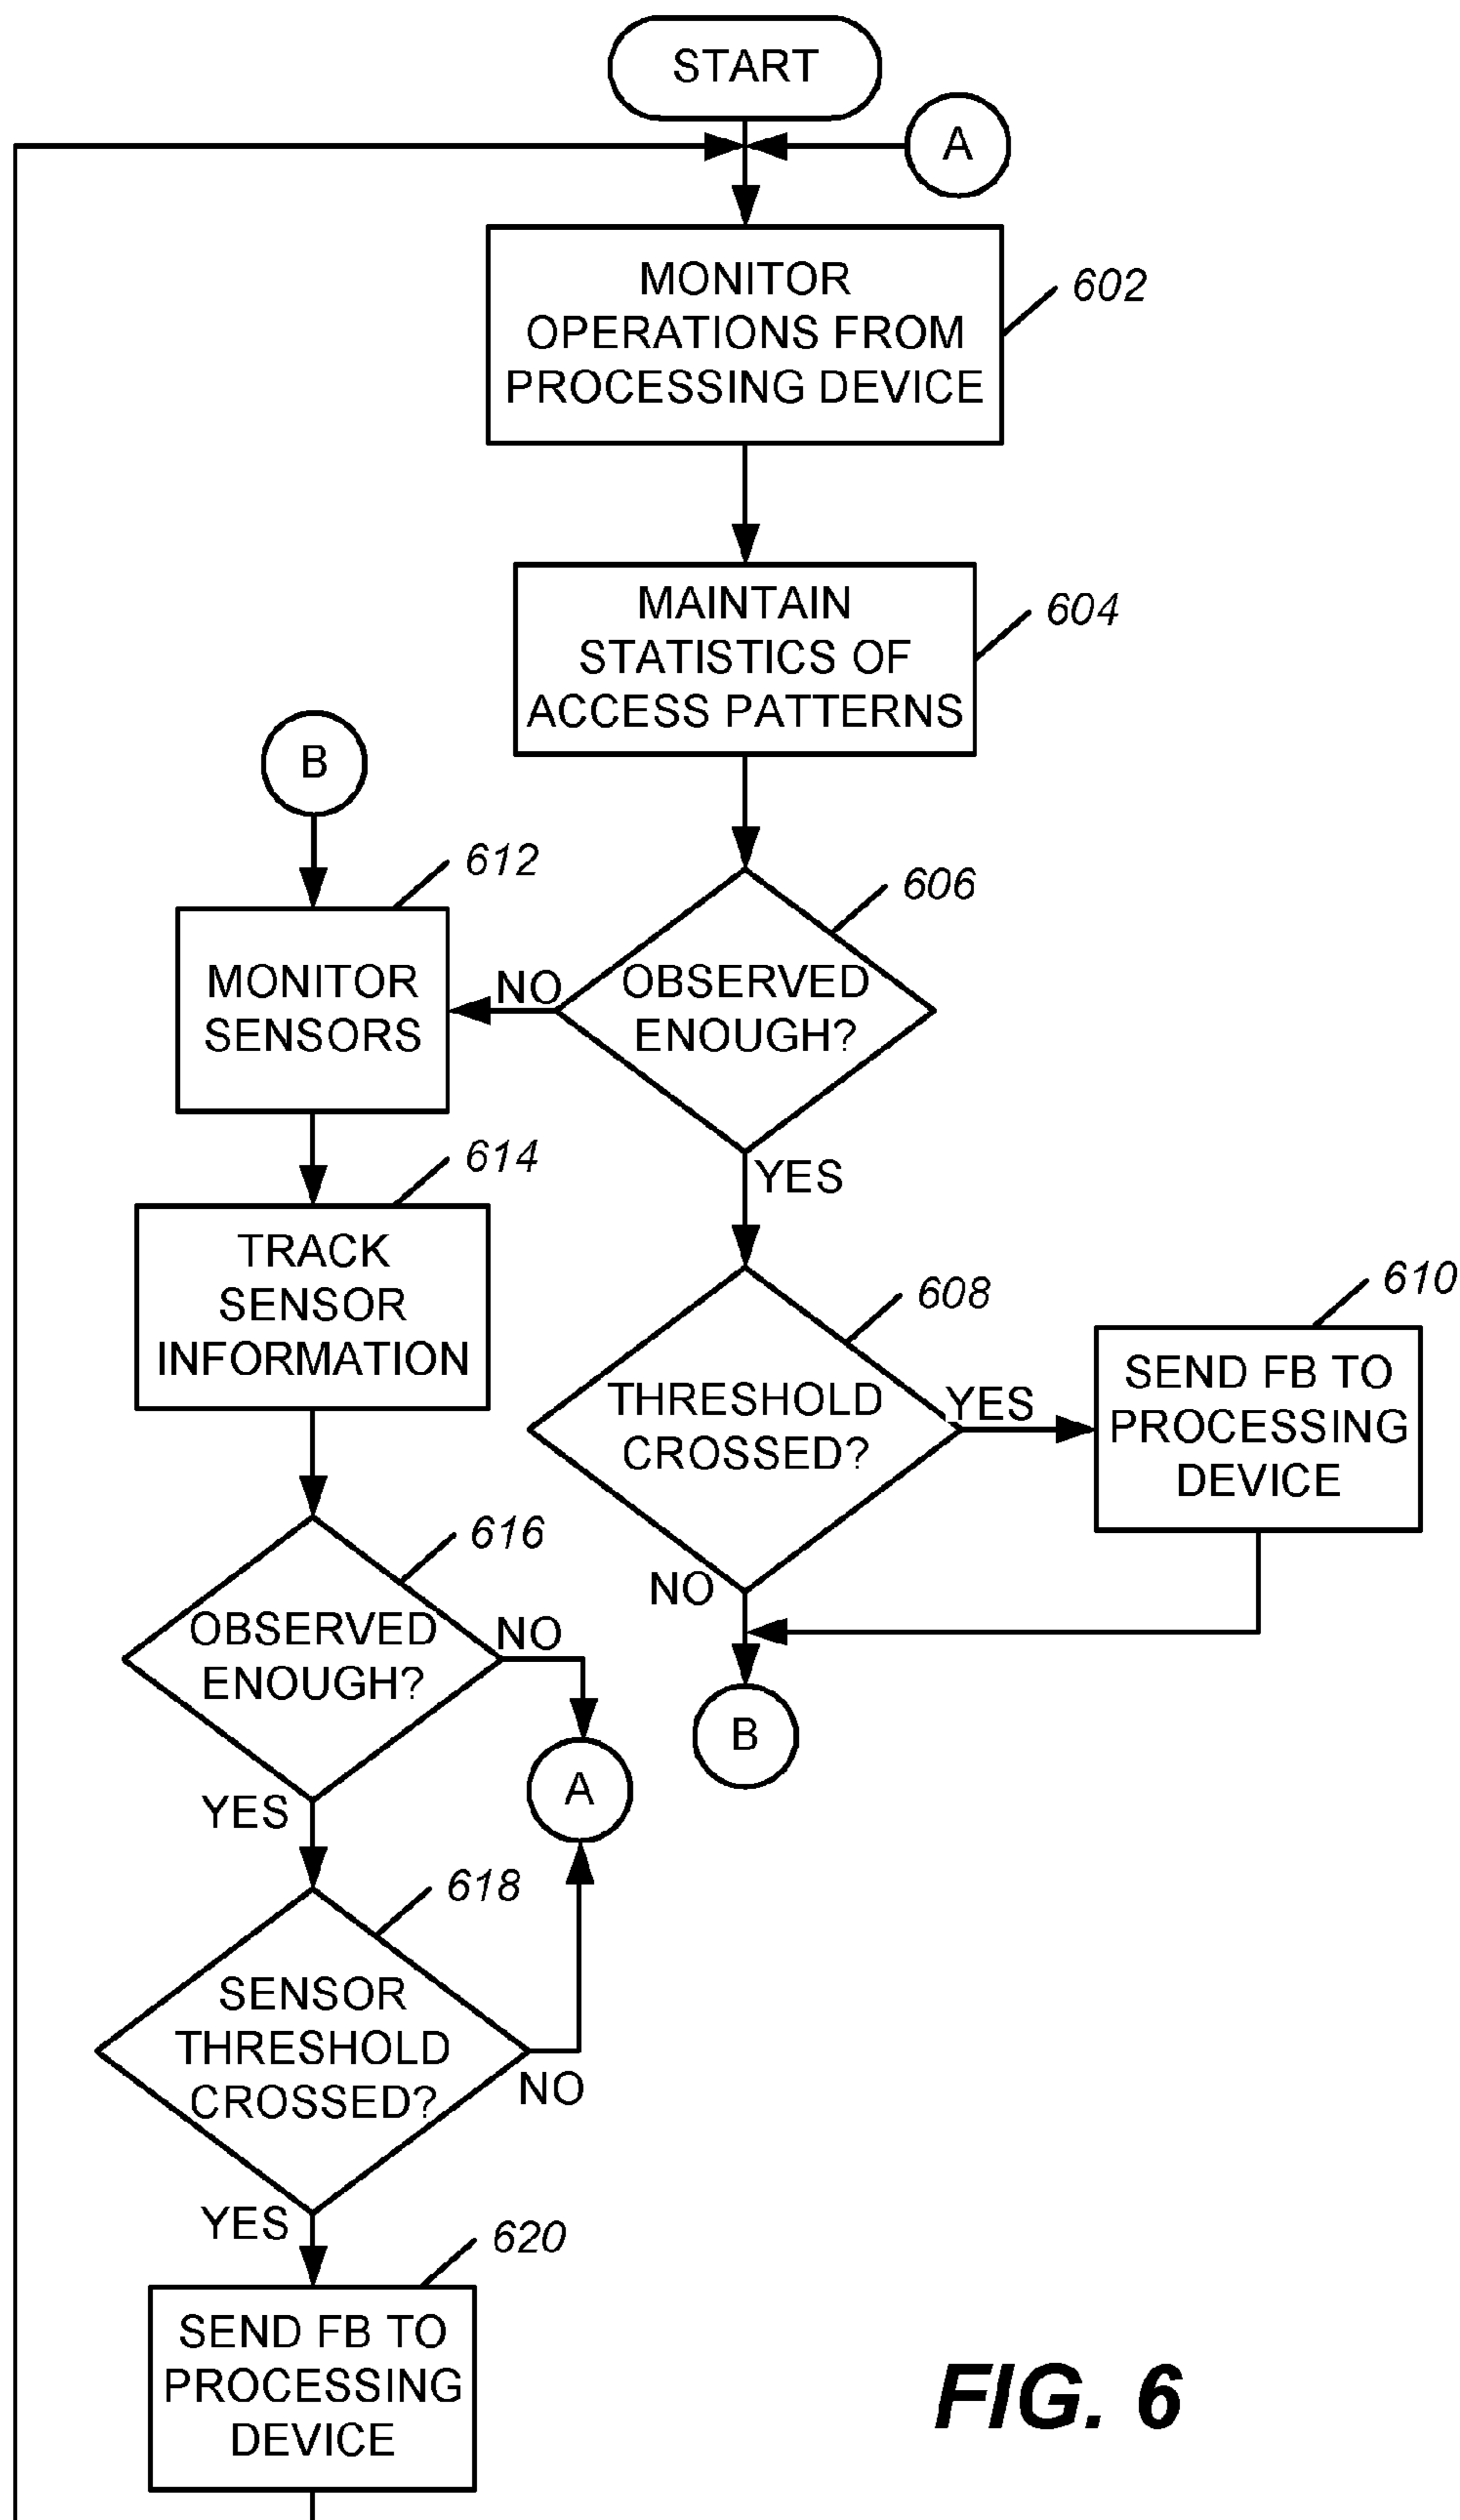 START
A
MONITOR
OPERATIONS FROM
PROCESSING DEVICE
602
MAINTAIN
STATISTICS OF
ACCESS PATTERNS
604
B
612
MONITOR
SENSORS
NO
OBSERVED
ENOUGH?
606
YES
614
TRACK
SENSOR
INFORMATION
THRESHOLD
CROSSED?
608
YES
610
SEND FB TO
PROCESSING
DEVICE
NO
B
616
OBSERVED
ENOUGH?
NO
A
YES
618
SENSOR
THRESHOLD
CROSSED?
NO
YES
620
SEND FB TO
PROCESSING
DEVICE
FIG. 6